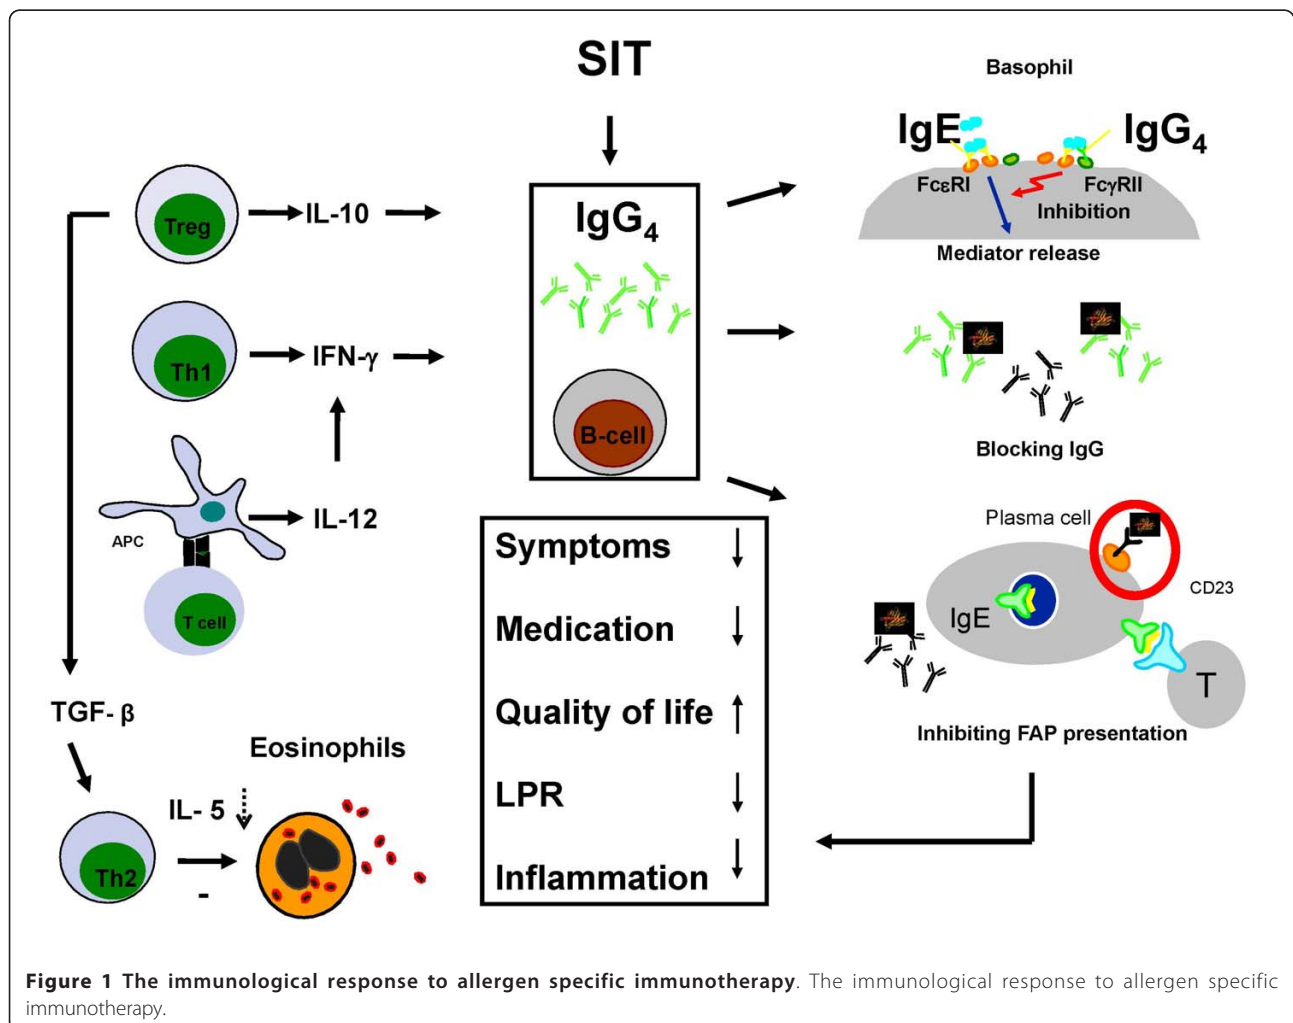 SIT
Basophil
IgE
IgG4
FcεRI
FcγRII
Inhibition
Mediator release
Treg
IL-10
IgG4
Th1
IFN-γ
B-cell
Blocking IgG
APC
IL-12
T cell
Plasma cell
CD23
IgE
T
Inhibiting FAP presentation
Symptoms
Medication
Quality of life
LPR
Inflammation
TGF- β
Eosinophils
IL- 5
Th2
-
Figure 1 The immunological response to allergen specific immunotherapy. The immunological response to allergen specific
immunotherapy.